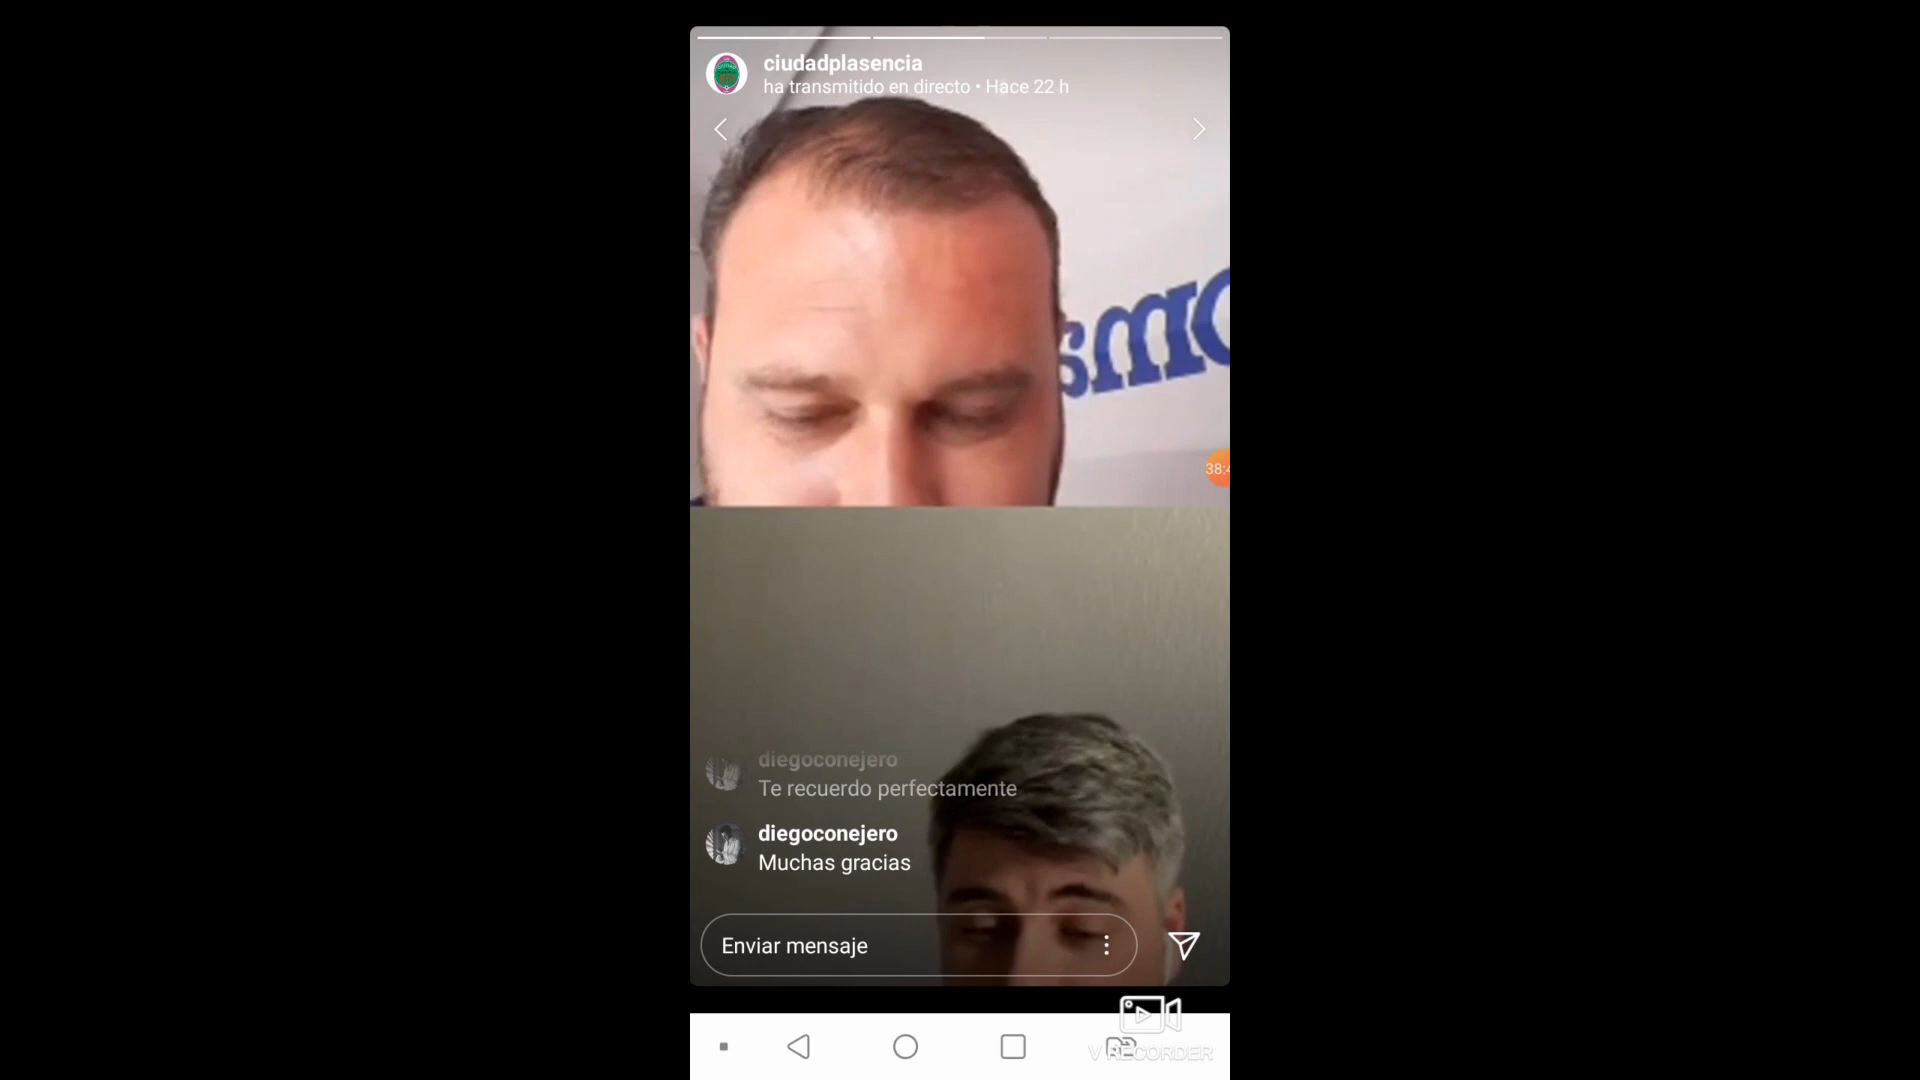 ciudadplasencia
ha transmitido en directo • Hace 22 h
diegoconejero
Te recuerdo perfectamente
diegoconejero
Muchas gracias
Enviar mensaje
V RECORDER